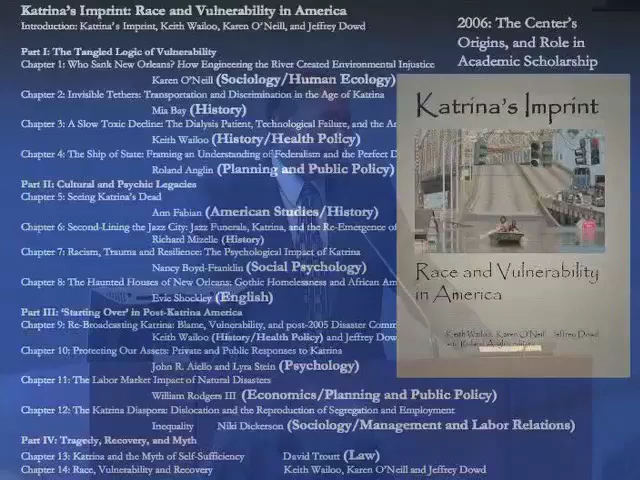 Katrina's Imprint: Race and Vulnerability in America
Introduction: Katrina's Imprint, Keith Wailoo, Karen O'Neill, and Jeffrey Dowd
2006: The Center's
Origins, and Role in
Academic Scholarship
Part I: The Tangled Logic of Vulnerability
Chapter 1: Who Sank New Orleans? How Engineering the River Created Environmental Injustice
Karen O'Neil (Sociology/Human Ecology)
Chapter 2: Invisible Tethers: Transportation and Discrimination in the Age of Katrina
Mia Bay (History)
Chapter 3: A Slow Toxic Decline: The Dialysis Patient, Technological Failure, and the
Keith Wailoo (History/Health Policy)
Chapter 4: The Ship of State: Framing an Understanding of Federalism and the Perfect D
Roland Anglin (Planning and Public Policy)
Part II: Cultural and Psychic Legacies
Chapter 5: Seeing Katrina's Dead
Ann Fabian (American Studies/History)
Chapter 6: Second-Lining the Jazz City: Jazz Funerals, Katrina, and the Re-Emergence of
Richard Mizelle (History)
Chapter 7: Racism, Trauma and Resilience: The Psychological Impact of Katrina
Nancy Boyd-Franklin (Social Psychology)
Chapter 8: The Haunted Houses of New Orleans: Gothic Homelessness and African Am
Evie Shockley (English)
Part III: 'Starting Over' in Post-Katrina America
Chapter 9: Re-Broadcasting Katrina: Blame, Vulnerability, and post-2005 Disaster Comm
Keith Wailoo (History/Health Policy) and Jeffrey Dow
Chapter 10: Protecting Our Assets: Private and Public Responses to Katrina
John R. Aiello and Lyra Stein (Psychology)
Chapter 11: The Labor Market Impact of Natural Disasters
William Rodgers III (Economics/Planning and Public Policy)
Chapter 12: The Katrina Diaspora: Dislocation and the Reproduction of Segregation and Employment
Inequality Niki Dickerson (Sociology/Management and Labor Relations)
Part IV: Tragedy, Recovery, and Myth
Chapter 13: Katrina and the Myth of Self-Sufficiency David Troutt (Law)
Chapter 14: Race, Vulnerability and Recovery Keith Wailoo, Karen O'Neill and Jeffrey Dowd
Katrina's Imprint
Race and Vulnerability
in America
Keith Wailoo, Karen O'Neill, Jeffrey Dowd
and Roland Anglin